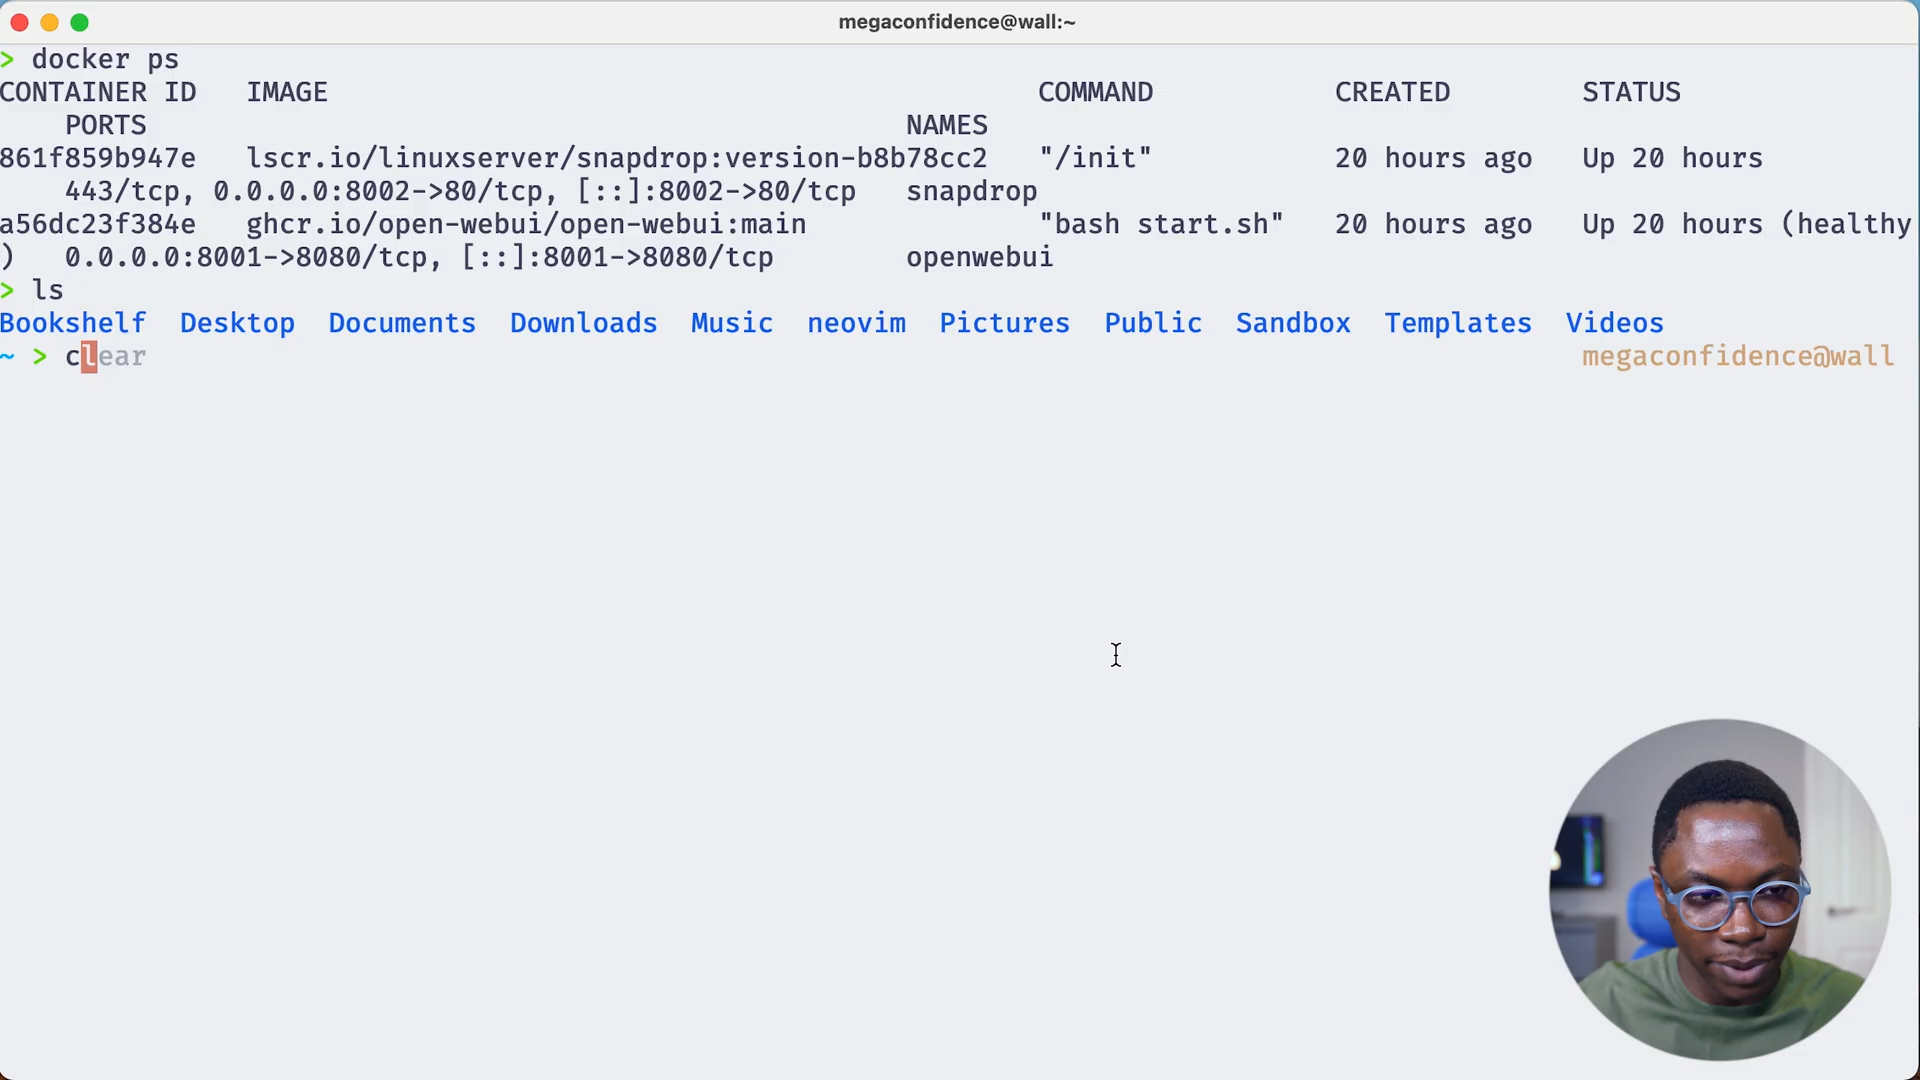 megaconfidence@wall:~
> docker ps
CONTAINER ID   IMAGE                                           COMMAND           CREATED        STATUS
    PORTS                                              NAMES
861f859b947e   lscr.io/linuxserver/snapdrop:version-b8b78cc2   "/init"           20 hours ago   Up 20 hours
    443/tcp, 0.0.0.0:8002->80/tcp, [::]:8002->80/tcp   snapdrop
a56dc23f384e   ghcr.io/open-webui/open-webui:main              "bash start.sh"   20 hours ago   Up 20 hours (healthy
)   0.0.0.0:8001->8080/tcp, [::]:8001->8080/tcp        openwebui
> ls
Bookshelf  Desktop  Documents  Downloads  Music  neovim  Pictures  Public  Sandbox  Templates  Videos
~ > clear megaconfidence@wall